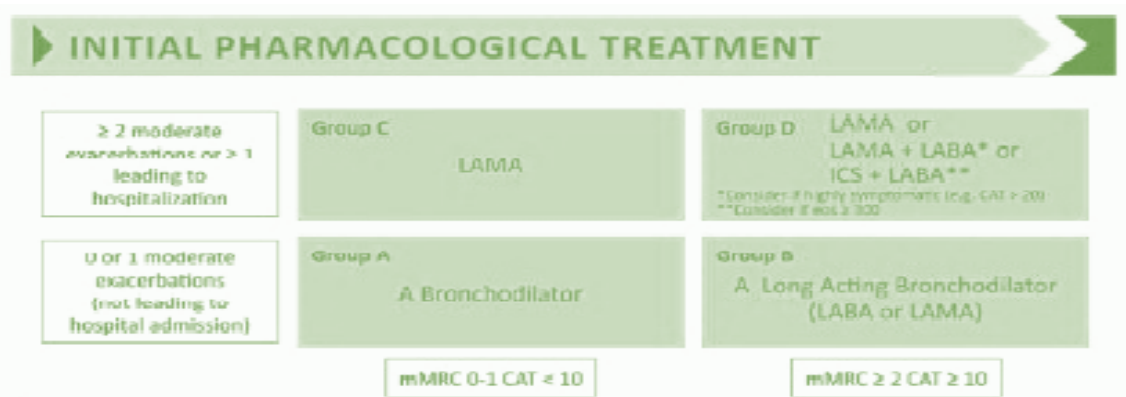 INITIAL PHARMACOLOGICAL TREATMENT
≥ 2 moderate
exacerbations or ≥ 1
leading to
hospitalization
Group C
LAMA
Group D
LAMA or
LAMA + LABA* or
ICS + LABA**
*Consider if highly symptomatic (e.g. CAT > 20)
**Consider if eos ≥ 300
0 or 1 moderate
exacerbations
(not leading to
hospital admission)
Group A
A Bronchodilator
Group B
A Long Acting Bronchodilator
(LABA or LAMA)
mMRC 0-1 CAT < 10
mMRC ≥ 2 CAT ≥ 10